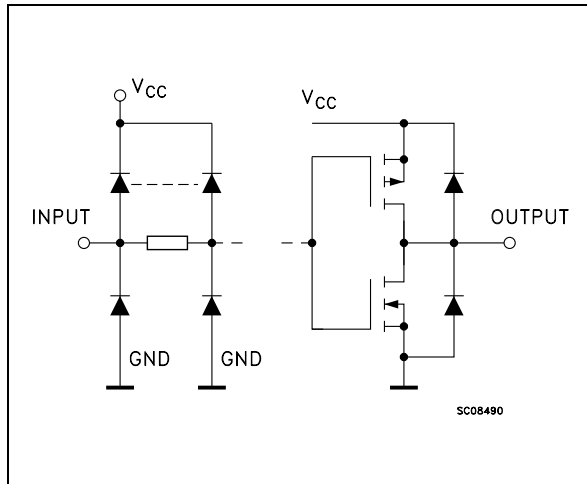 VCC
VCC
INPUT
OUTPUT
GND
GND
SC08490